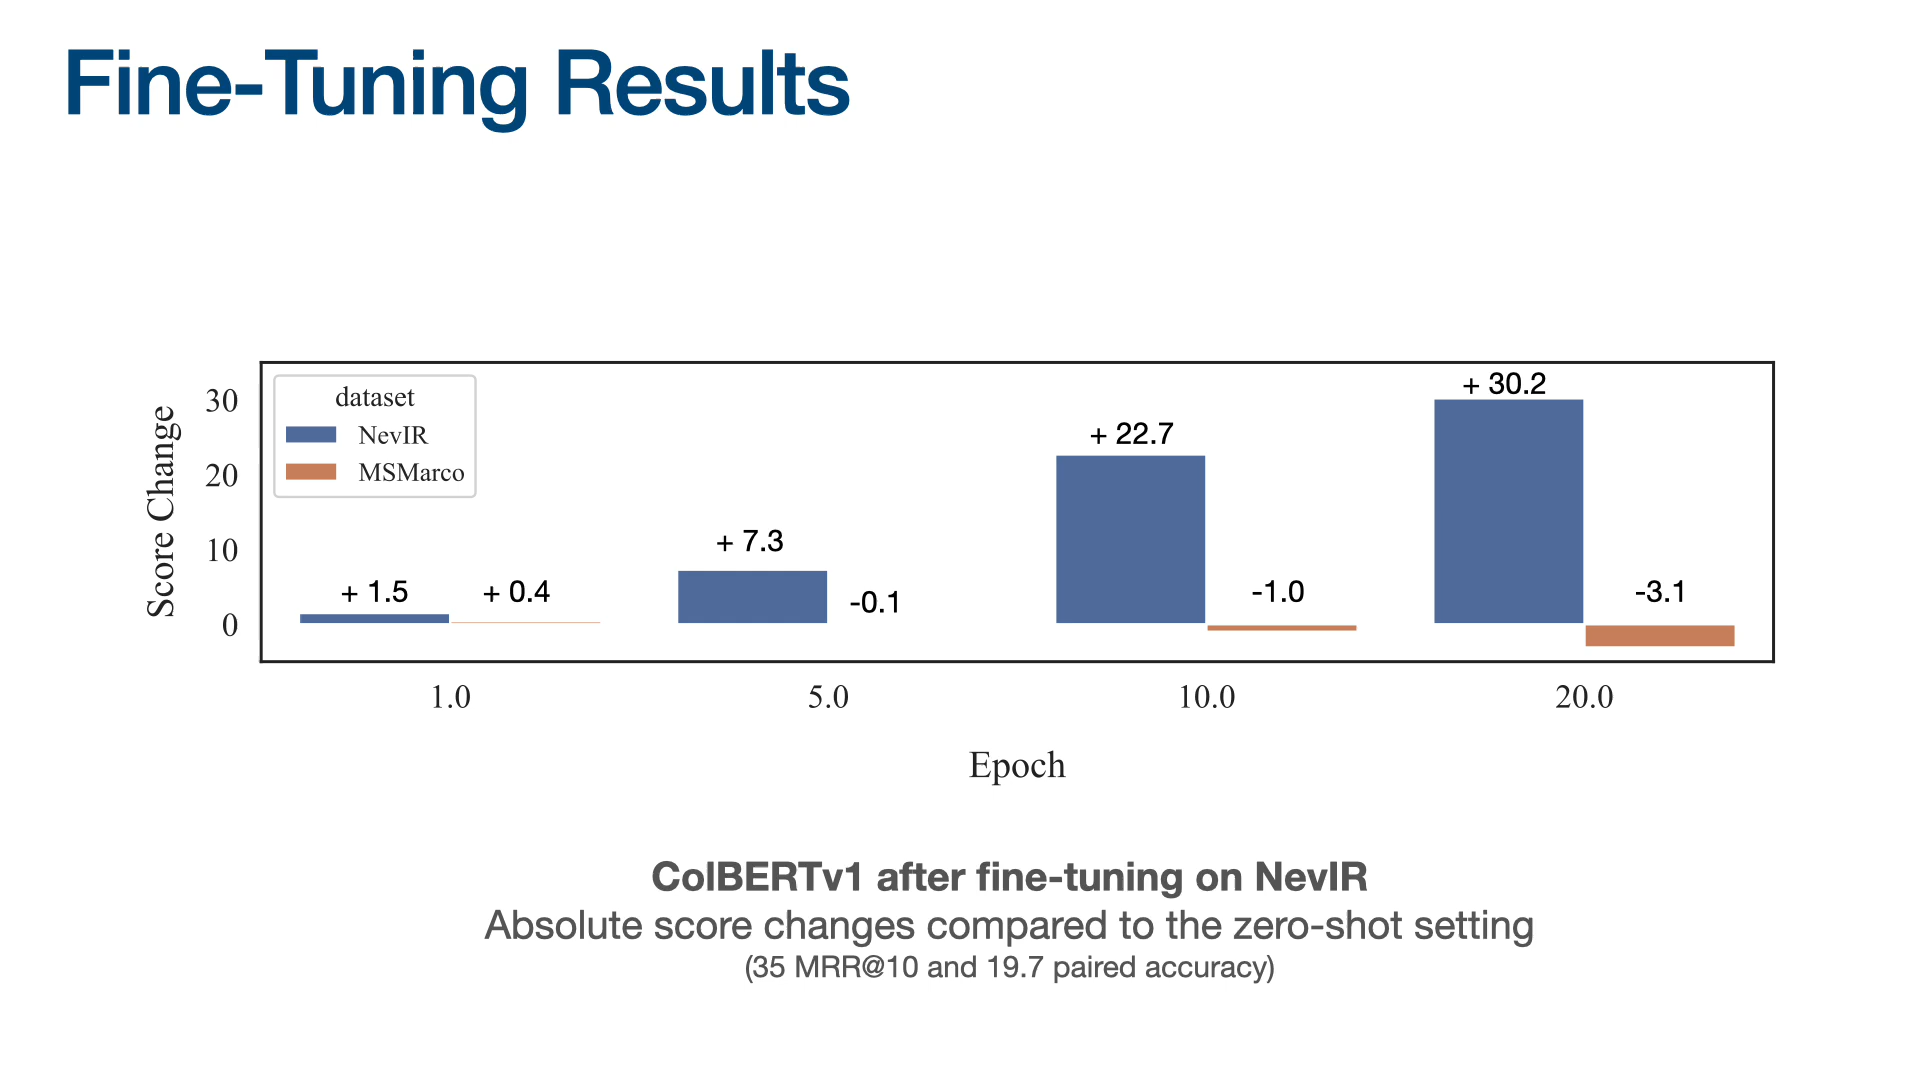 Fine-Tuning Results
Score Change
30
20
10
0
dataset
NevIR
MSMarco
+ 1.5
+ 0.4
+ 7.3
-0.1
+ 22.7
-1.0
+ 30.2
-3.1
1.0
5.0
10.0
20.0
Epoch
ColBERTv1 after fine-tuning on NevIR
Absolute score changes compared to the zero-shot setting
(35 MRR@10 and 19.7 paired accuracy)